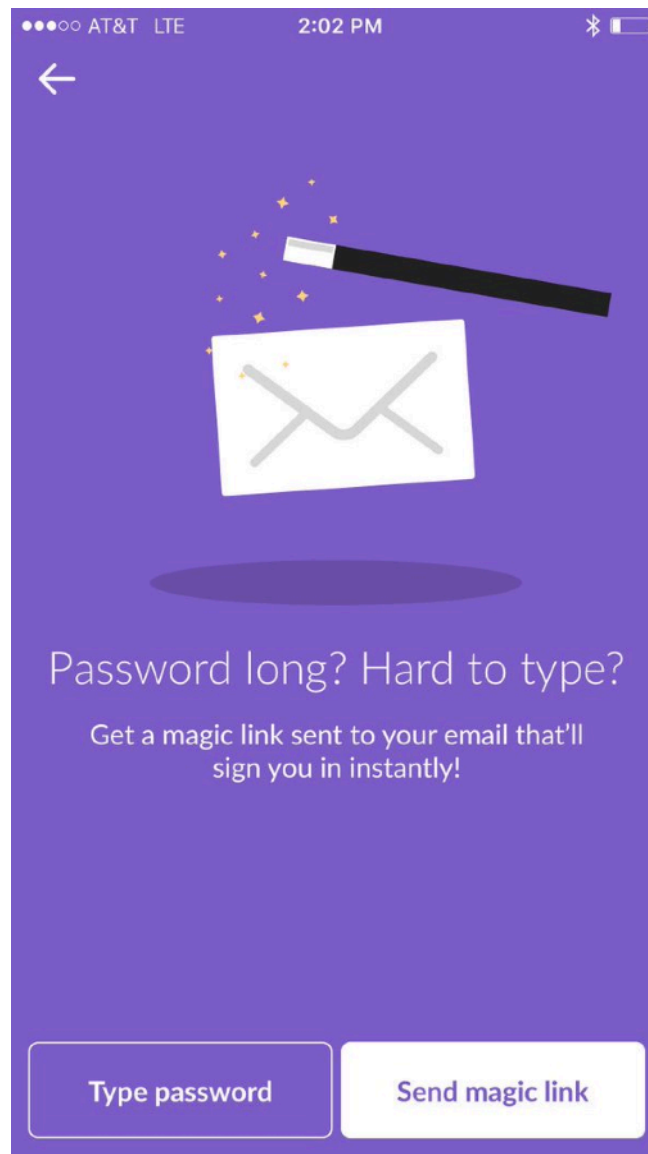 AT&T LTE 2:02 PM
Password long? Hard to type?
Get a magic link sent to your email that'll
sign you in instantly!
Type password Send magic link